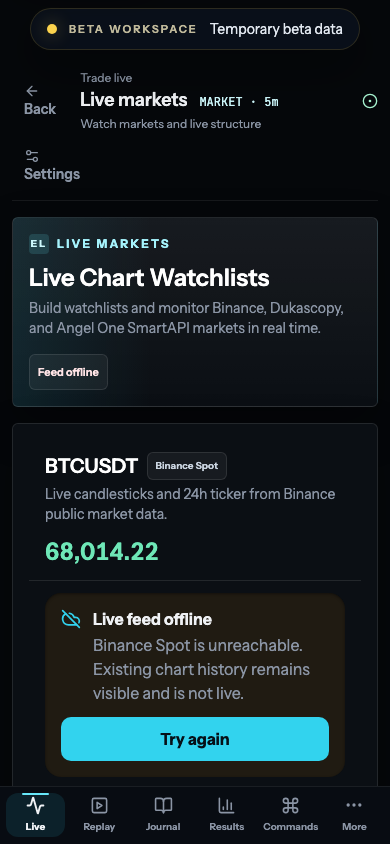 BETA WORKSPACE Temporary beta data
Trade live
Back
Live markets MARKET · 5m
Watch markets and live structure
Settings
EL LIVE MARKETS
Live Chart Watchlists
Build watchlists and monitor Binance, Dukascopy,
and Angel One SmartAPI markets in real time.
Feed offline
BTCUSDT Binance Spot
Live candlesticks and 24h ticker from Binance
public market data.
68,014.22
Live feed offline
Binance Spot is unreachable.
Existing chart history remains
visible and is not live.
Try again
Live Replay Journal Results Commands More